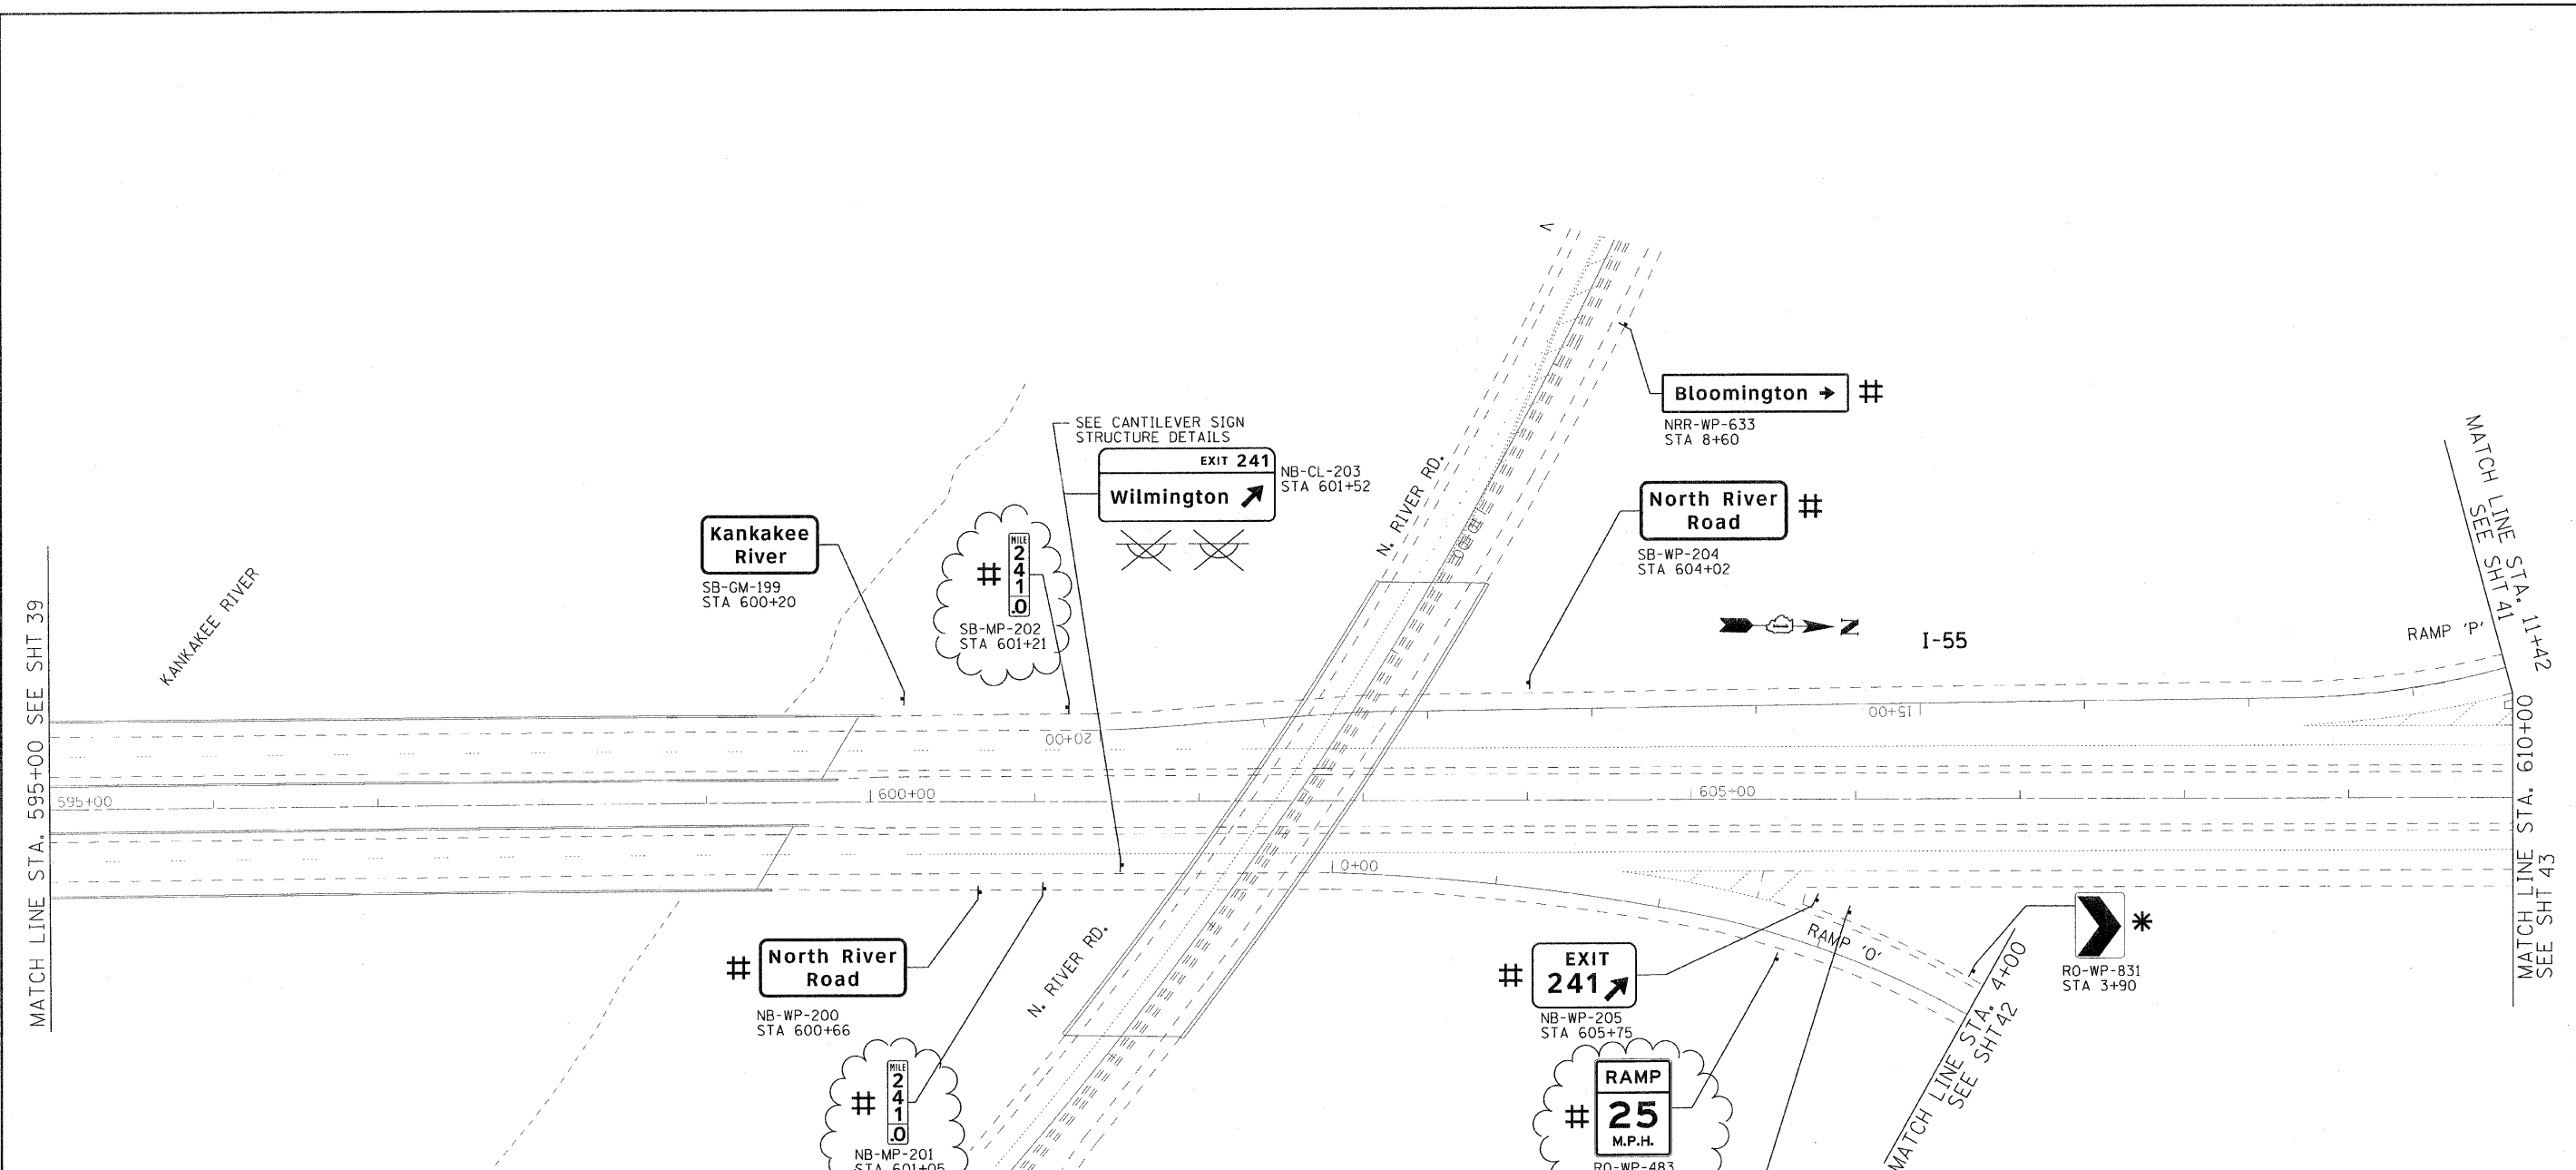 Bloomington →
NRR-WP-633
STA 8+60
SEE CANTILEVER SIGN
STRUCTURE DETAILS
EXIT 241
Wilmington
NB-CL-203
STA 601+52
N. RIVER RD.
North River
Road
SB-WP-204
STA 604+02
Kankakee
River
SB-GM-199
STA 600+20
#
#
#
MILE
2
4
1
.0
SB-MP-202
STA 601+21
KANKAKEE RIVER
N
I-55
MATCH LINE STA. 11+42
SEE SHT 41
RAMP 'P'
MATCH LINE STA. 595+00 SEE SHT 39
20+00
15+00
595+00
600+00
605+00
0+00
MATCH LINE STA. 610+00
SEE SHT 43
#
North River
Road
NB-WP-200
STA 600+66
N. RIVER RD.
#
EXIT
241
NB-WP-205
STA 605+75
RAMP 'O'
*
RO-WP-831
STA 3+90
MATCH LINE STA. 4+00
SEE SHT 42
#
MILE
2
4
1
.0
NB-MP-201
STA 601+05
#
RAMP
25
M.P.H.
RO-WP-483